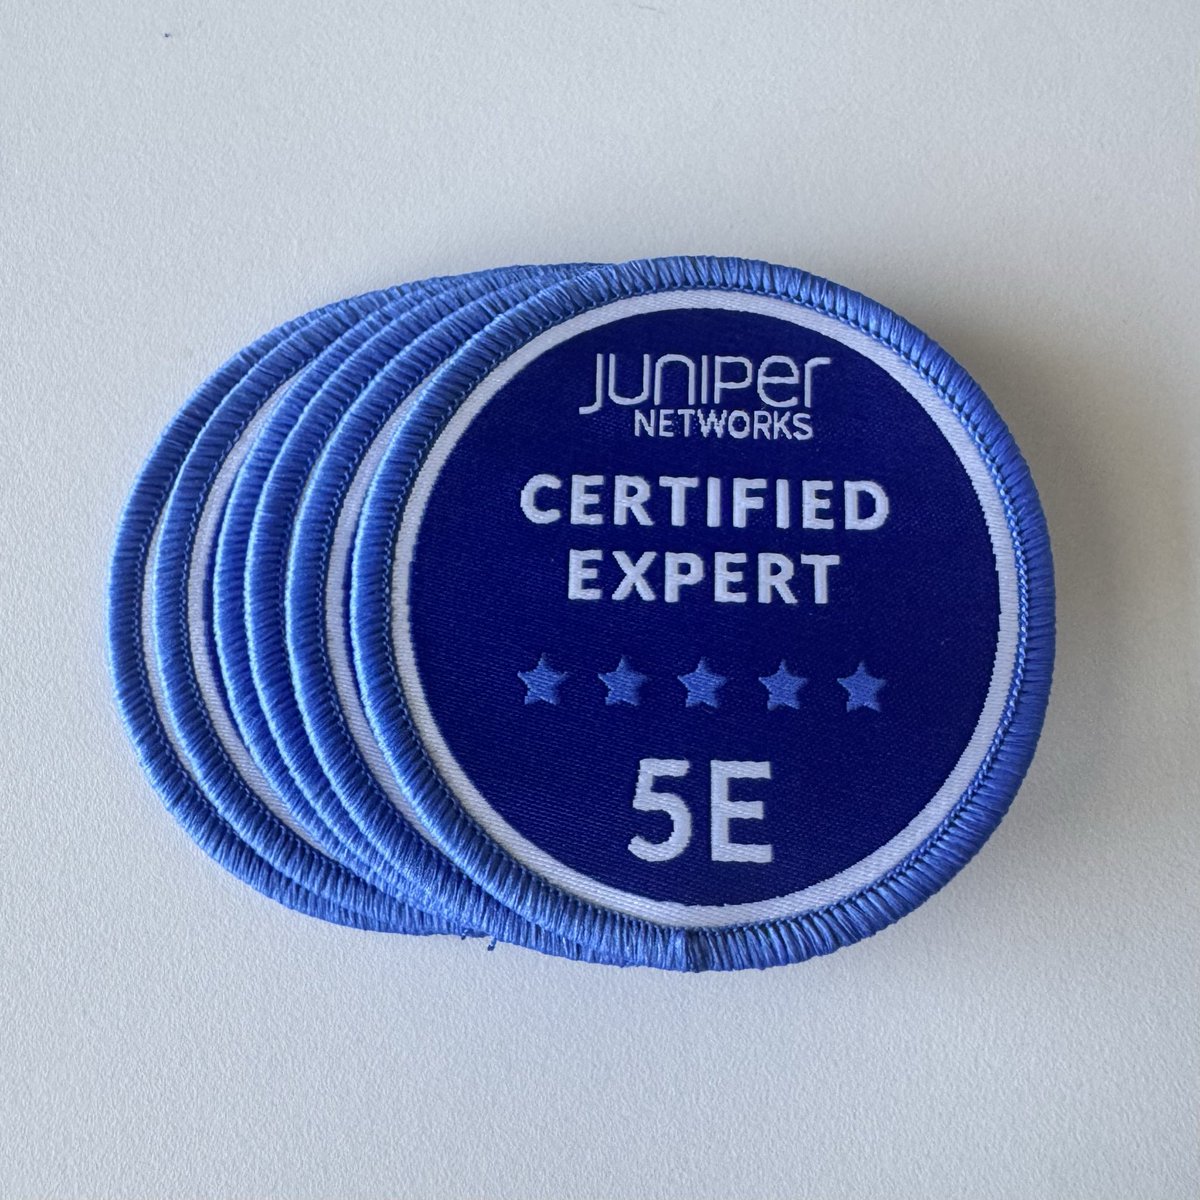 JUNIPER
NETWORKS
CERTIFIED
EXPERT
5E